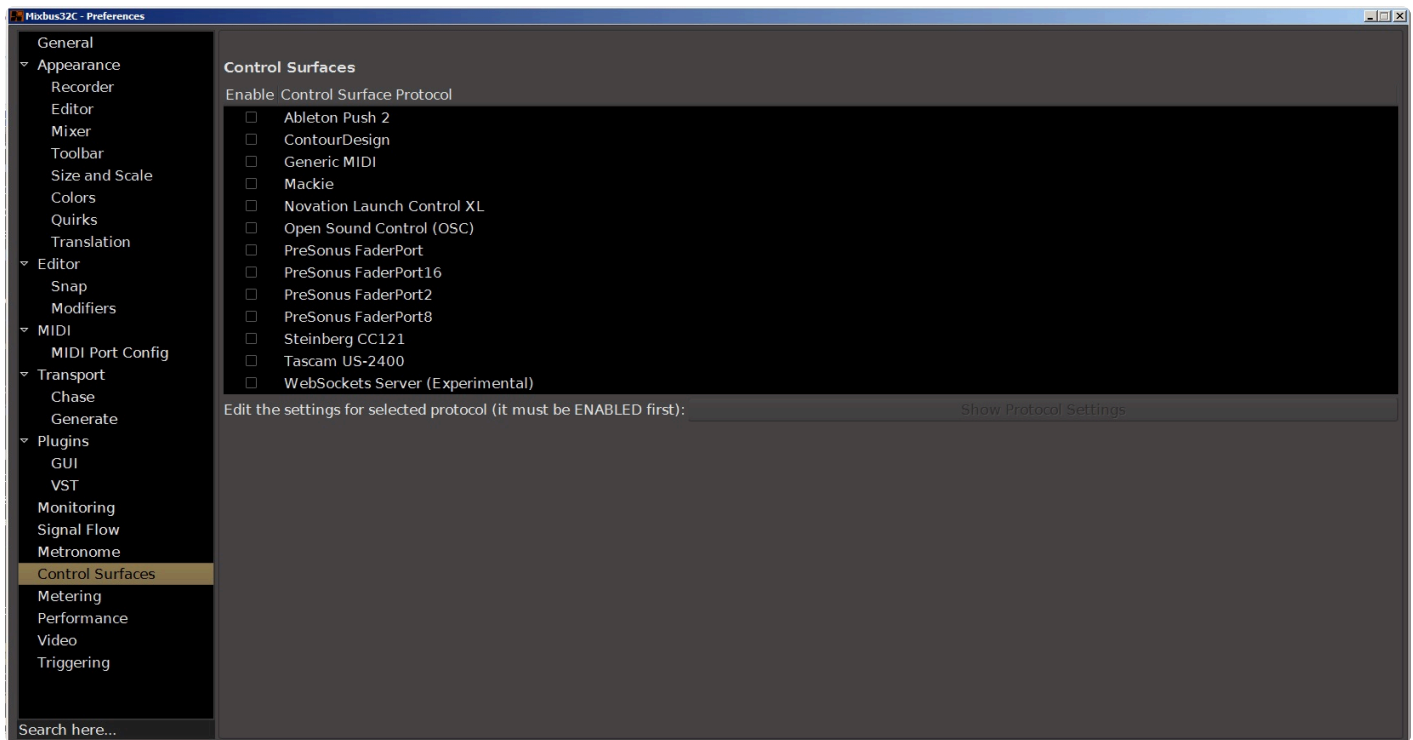 Mixbus32C - Preferences
General
Appearance
Recorder
Editor
Mixer
Toolbar
Size and Scale
Colors
Quirks
Translation
Editor
Snap
Modifiers
MIDI
MIDI Port Config
Transport
Chase
Generate
Plugins
GUI
VST
Monitoring
Signal Flow
Metronome
Control Surfaces
Metering
Performance
Video
Triggering
Search here...
Control Surfaces
Enable Control Surface Protocol
Ableton Push 2
ContourDesign
Generic MIDI
Mackie
Novation Launch Control XL
Open Sound Control (OSC)
PreSonus FaderPort
PreSonus FaderPort16
PreSonus FaderPort2
PreSonus FaderPort8
Steinberg CC121
Tascam US-2400
WebSockets Server (Experimental)
Edit the settings for selected protocol (it must be ENABLED first): Show Protocol Settings